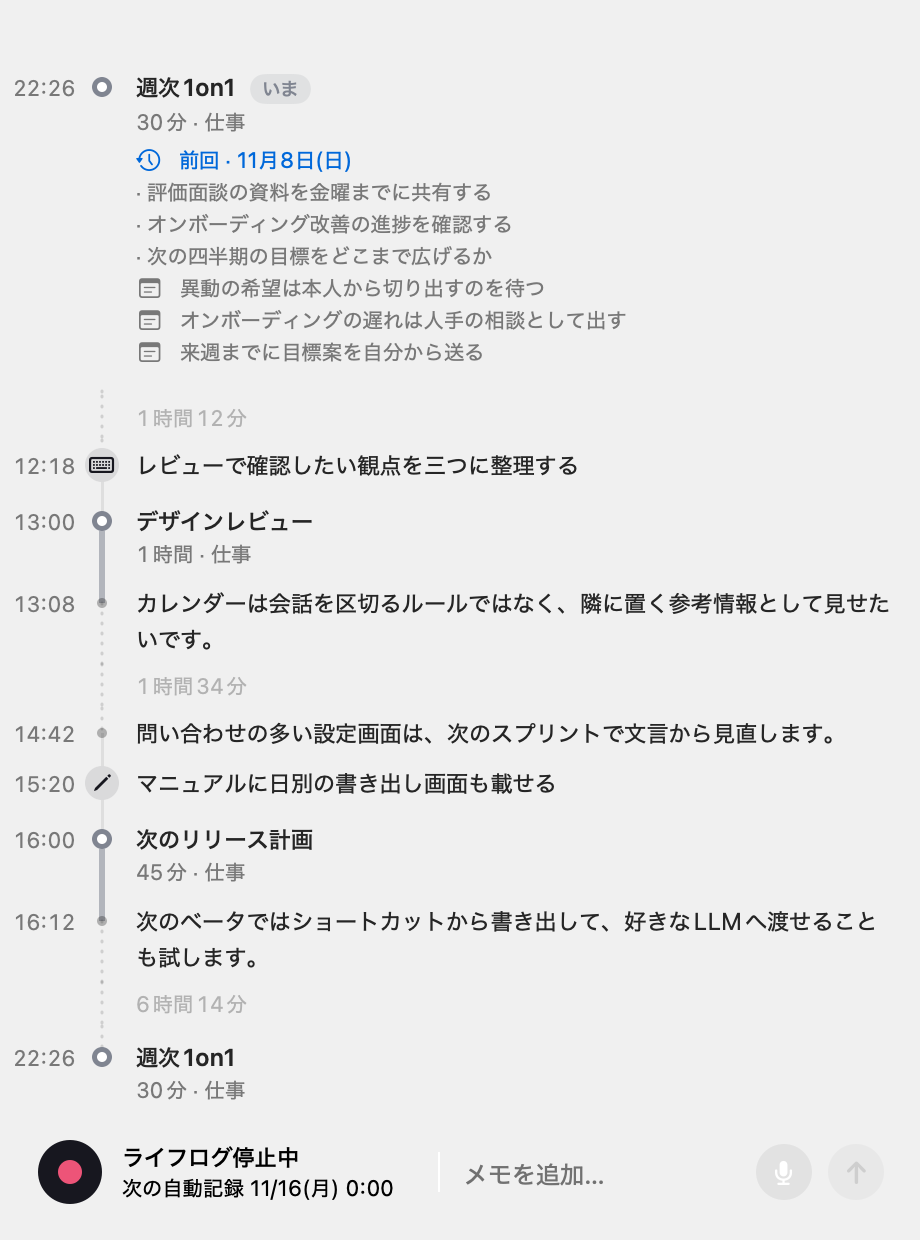 22:26 週次1on1 いま
30分 · 仕事
前回 · 11月8日(日)
· 評価面談の資料を金曜までに共有する
· オンボーディング改善の進捗を確認する
· 次の四半期の目標をどこまで広げるか
異動の希望は本人から切り出すのを待つ
オンボーディングの遅れは人手の相談として出す
来週までに目標案を自分から送る
1時間12分
12:18 レビューで確認したい観点を三つに整理する
13:00 デザインレビュー
1時間 · 仕事
13:08 カレンダーは会話を区切るルールではなく、隣に置く参考情報として見せた
いです。
1時間34分
14:42 問い合わせの多い設定画面は、次のスプリントで文言から見直します。
15:20 マニュアルに日別の書き出し画面も載せる
16:00 次のリリース計画
45分 · 仕事
16:12 次のベータではショートカットから書き出して、好きなLLMへ渡せること
も試します。
6時間14分
22:26 週次1on1
30分 · 仕事
ライフログ停止中
次の自動記録 11/16(月) 0:00
メモを追加...